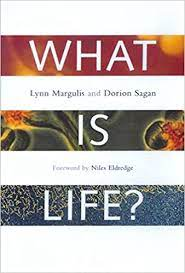 WHAT
Lynn Margulis and Dorion Sagan
IS
Foreword by Niles Eldredge
LIFE?